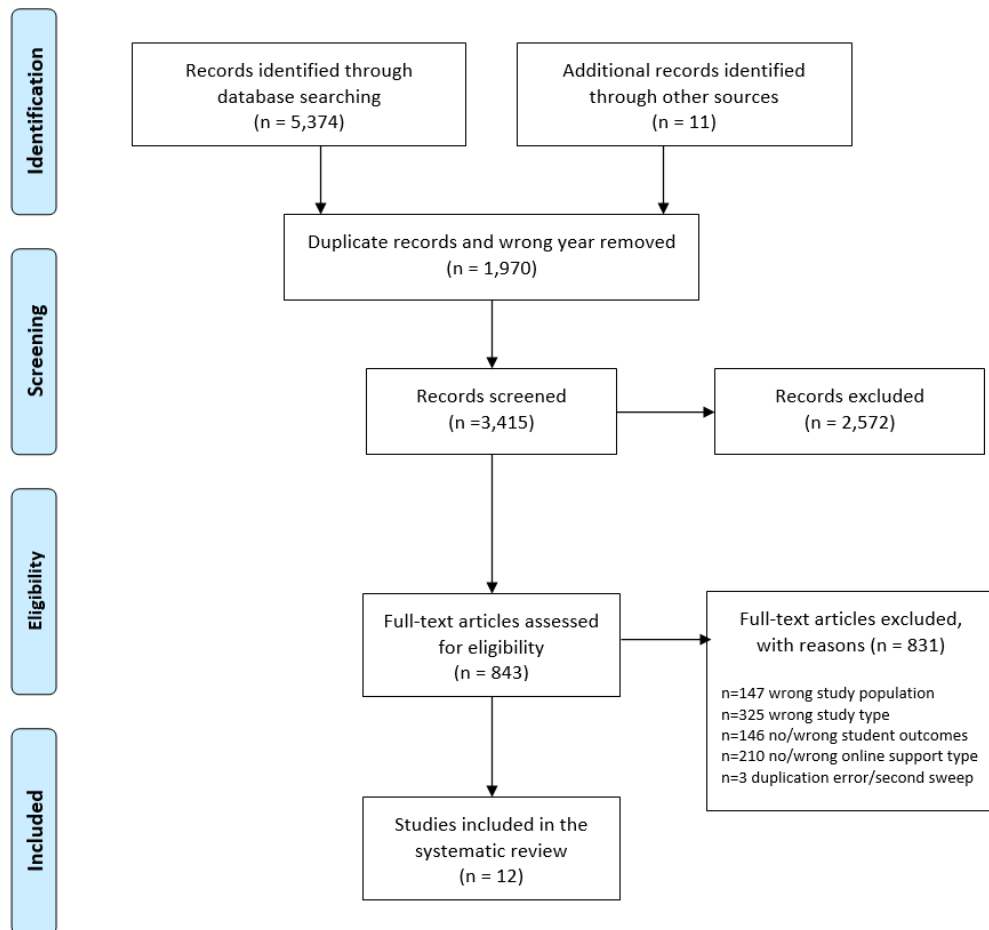 Identification
Records identified through
database searching
(n = 5,374)
Additional records identified
through other sources
(n = 11)
Duplicate records and wrong year removed
(n = 1,970)
Screening
Records screened
(n =3,415)
Records excluded
(n = 2,572)
Eligibility
Full-text articles assessed
for eligibility
(n = 843)
Full-text articles excluded,
with reasons (n = 831)
n=147 wrong study population
n=325 wrong study type
n=146 no/wrong student outcomes
n=210 no/wrong online support type
n=3 duplication error/second sweep
Included
Studies included in the
systematic review
(n = 12)